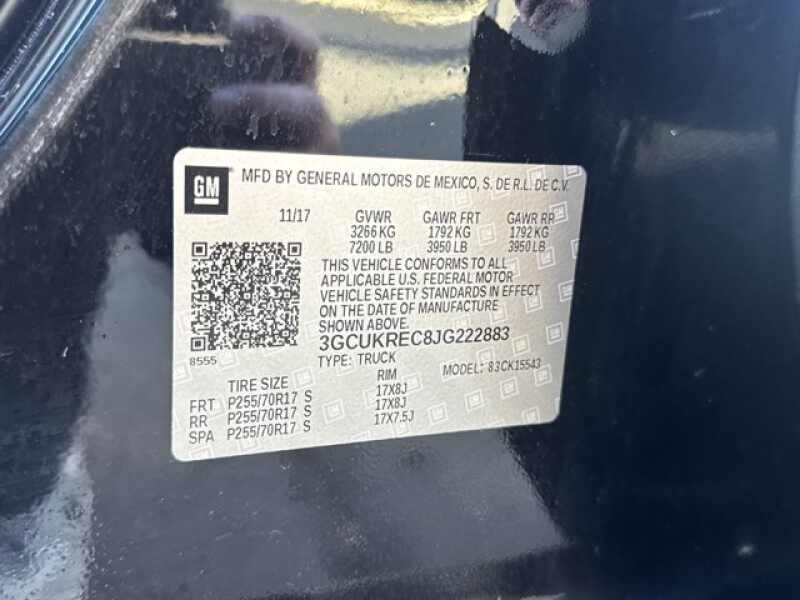 GM
MFD BY GENERAL MOTORS DE MEXICO, S. DE R.L. DE C.V.
11/17 GVWR GAWR FRT GAWR RR
3266 KG 1792 KG 1792 KG
7200 LB 3950 LB 3950 LB
THIS VEHICLE CONFORMS TO ALL
APPLICABLE U.S. FEDERAL MOTOR
VEHICLE SAFETY STANDARDS IN EFFECT
ON THE DATE OF MANUFACTURE
SHOWN ABOVE.
3GCUKREC8JG222883
8555 TYPE: TRUCK MODEL: 83CK15543
TIRE SIZE RIM
FRT P255/70R17 S 17X8J
RR P255/70R17 S 17X8J
SPA P255/70R17 S 17X7.5J